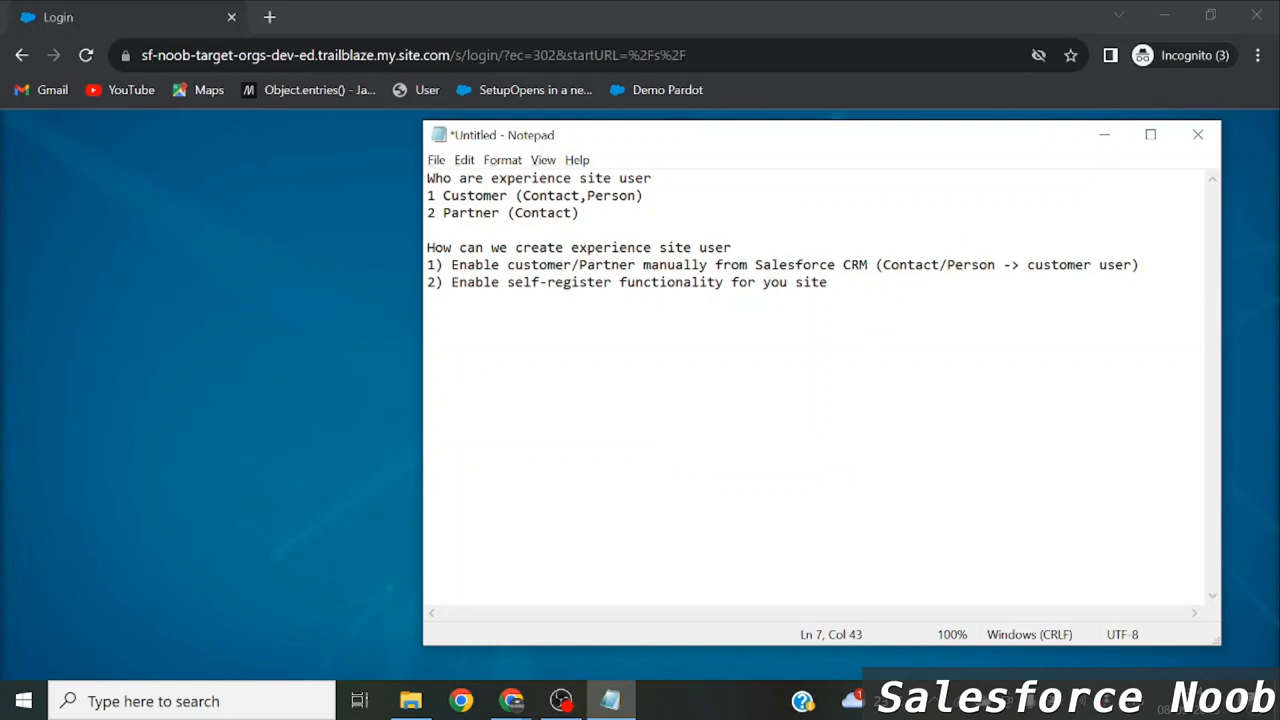 Login
sf-noob-target-orgs-dev-ed.trailblaze.my.site.com/s/login/?ec=302&startURL=%2Fs%2F
Incognito (3)
Gmail
YouTube
Maps
Object.entries() - Ja...
User
SetupOpens in a ne...
Demo Pardot
*Untitled - Notepad
File Edit Format View Help
Who are experience site user
1 Customer (Contact,Person)
2 Partner (Contact)
How can we create experience site user
1) Enable customer/Partner manually from Salesforce CRM (Contact/Person -> customer user)
2) Enable self-register functionality for you site
Ln 7, Col 43
100%
Windows (CRLF)
UTF-8
Type here to search
Salesforce Noob